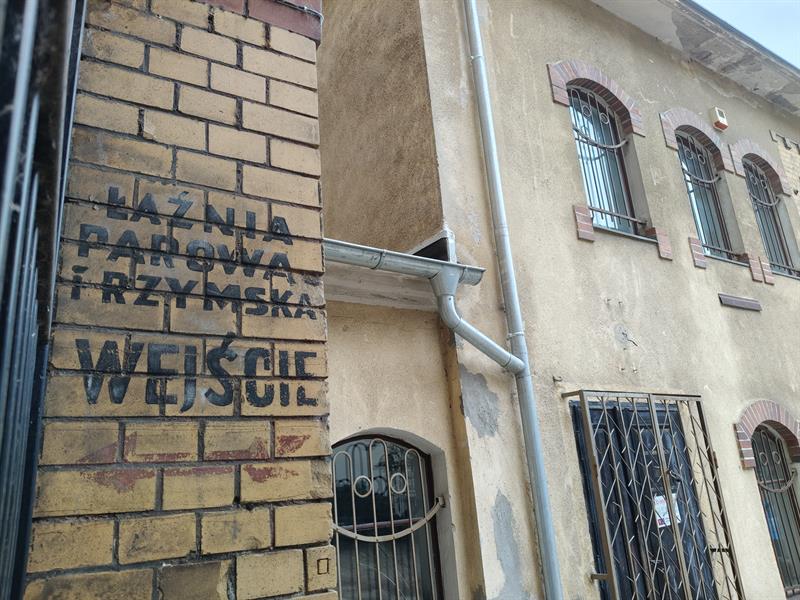 ŁAŹNIA
PAROWA
i RZYMSKA
WEJŚCIE